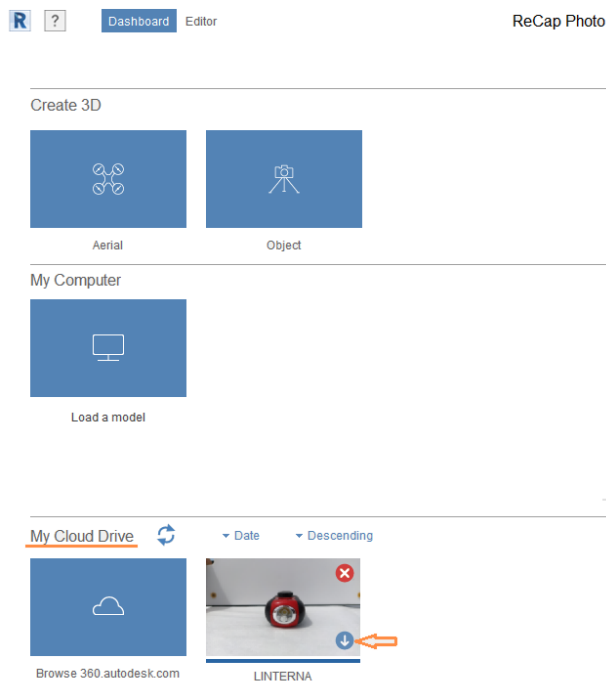 R ? Dashboard Editor ReCap Photo
Create 3D
Aerial Object
My Computer
Load a model
My Cloud Drive Date Descending
Browse 360.autodesk.com LINTERNA